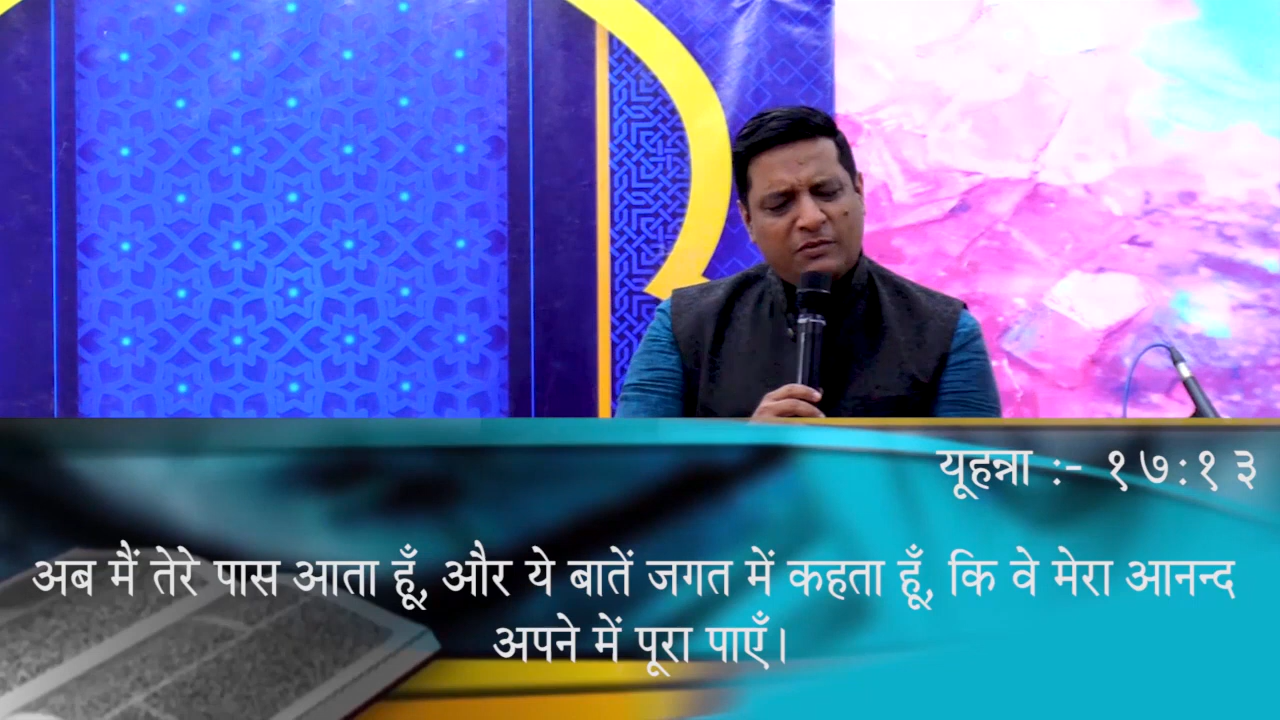 यूहन्ना :- १७:१३
अब मैं तेरे पास आता हूँ, और ये बातें जगत में कहता हूँ, कि वे मेरा आनन्द
अपने में पूरा पाएँ।